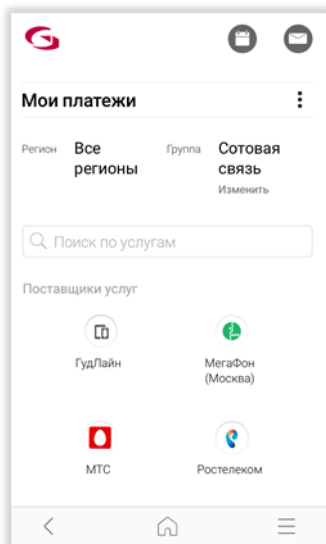 Мои платежи
Регион Все регионы Группа Сотовая связь
Изменить
Поиск по услугам
Поставщики услуг
ГудЛайн
МегаФон (Москва)
МТС
Ростелеком